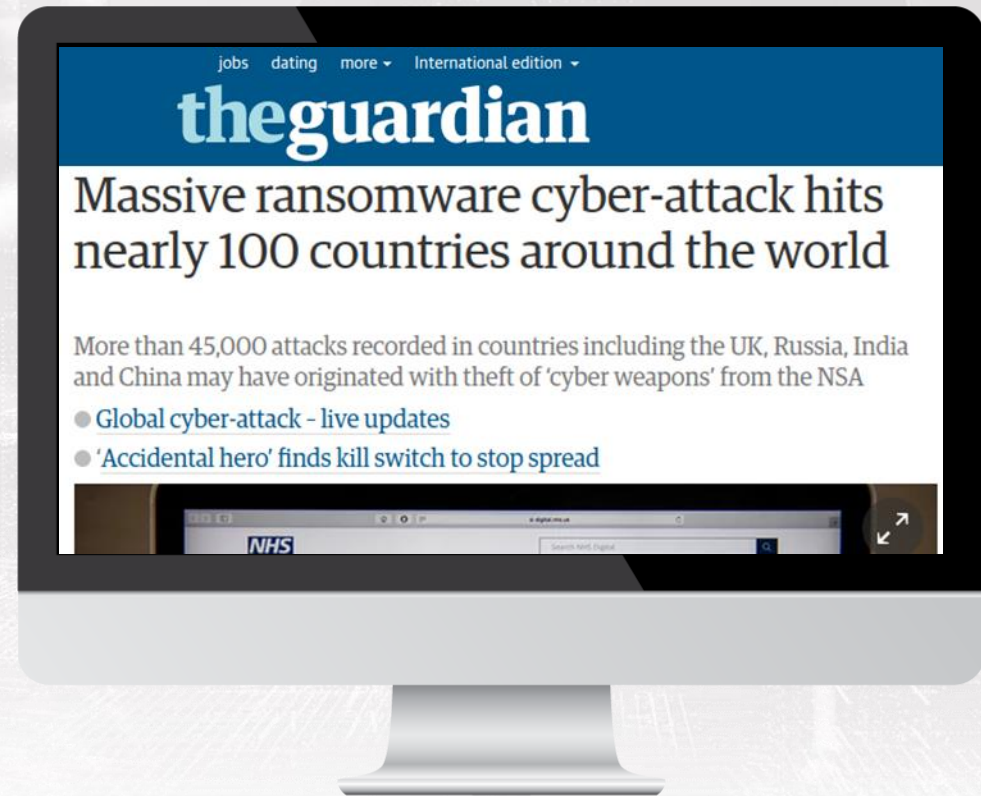 jobs dating more International edition
theguardian
Massive ransomware cyber-attack hits
nearly 100 countries around the world
More than 45,000 attacks recorded in countries including the UK, Russia, India
and China may have originated with theft of ‘cyber weapons’ from the NSA
Global cyber-attack – live updates
‘Accidental hero’ finds kill switch to stop spread
NHS
Search NHS Digital